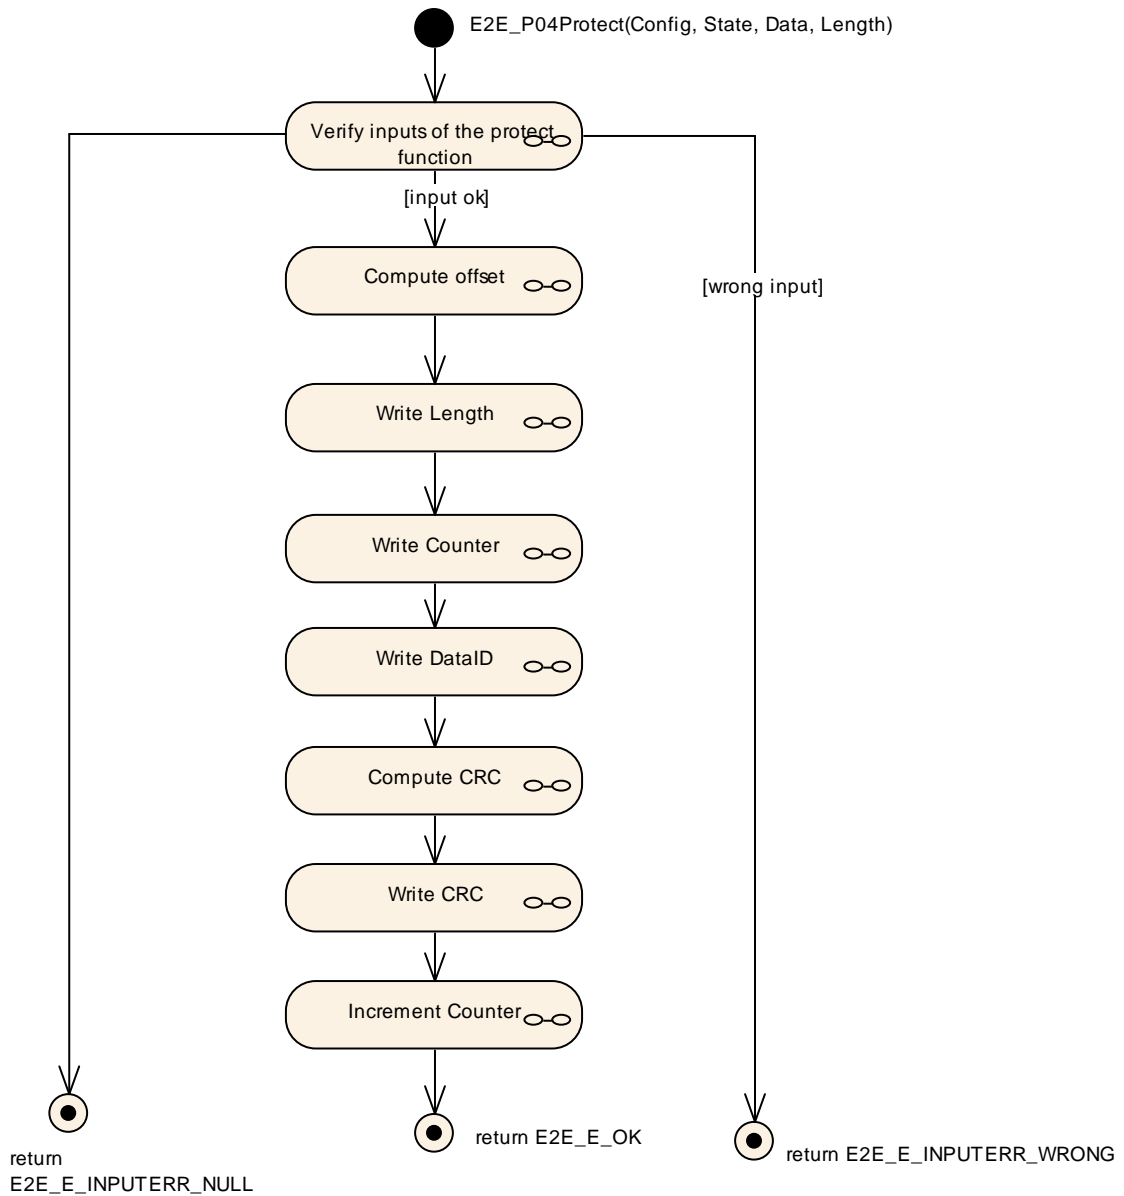 E2E_P04Protect(Config, State, Data, Length)
Verify inputs of the protect
function
[input ok]
Compute offset
[wrong input]
Write Length
Write Counter
Write DataID
Compute CRC
Write CRC
Increment Counter
return E2E_E_OK
return E2E_E_INPUTERR_WRONG
return
E2E_E_INPUTERR_NULL